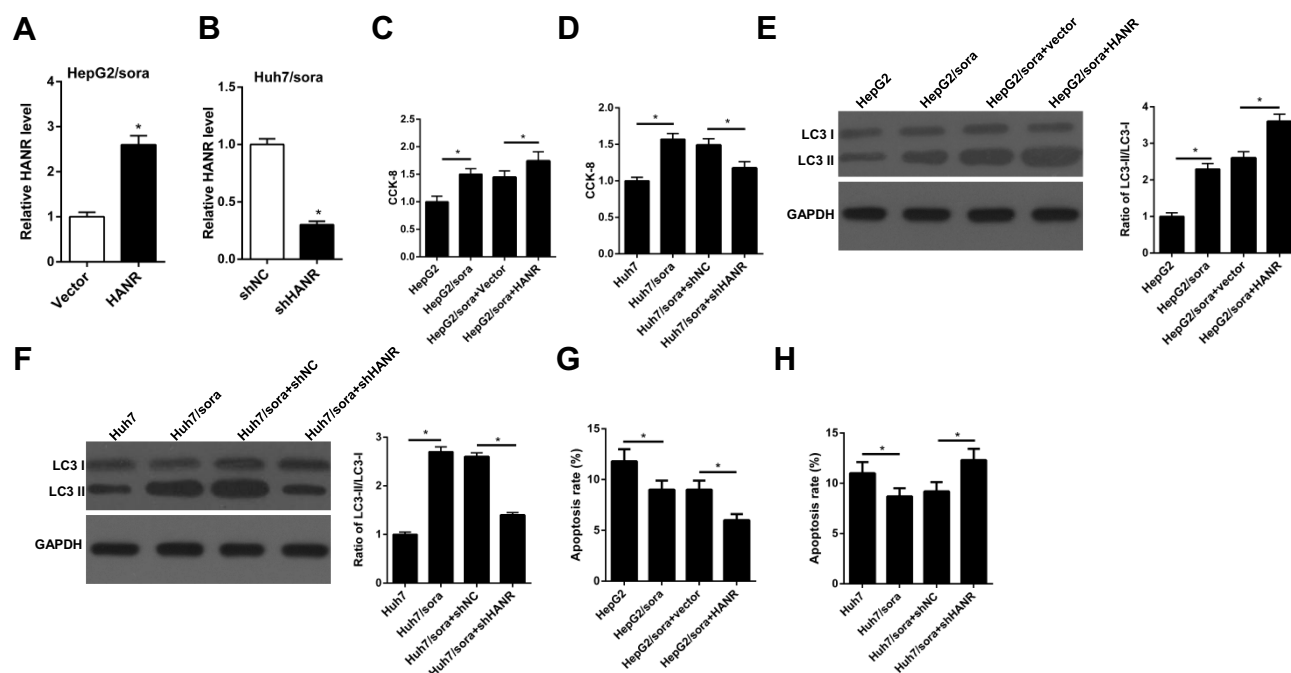 A
HepG2/sora
Relative HANR level
4
3
2
1
0
*
Vector
HANR
B
Huh7/sora
Relative HANR level
1.5
1.0
0.5
0.0
*
shNC
shHANR
C
CCK-8
2.5
2.0
1.5
1.0
0.5
0.0
*
*
HepG2
HepG2/sora
HepG2/sora+Vector
HepG2/sora+HANR
D
CCK-8
2.0
1.5
1.0
0.5
0.0
*
*
Huh7
Huh7/sora
Huh7/sora+shNC
Huh7/sora+shHANR
E
HepG2
HepG2/sora
HepG2/sora+vector
HepG2/sora+HANR
LC3 I
LC3 II
GAPDH
Ratio of LC3-II/LC3-I
4
3
2
1
0
*
*
HepG2
HepG2/sora
HepG2/sora+vector
HepG2/sora+HANR
F
Huh7
Huh7/sora
Huh7/sora+shNC
Huh7/sora+shHANR
LC3 I
LC3 II
GAPDH
Ratio of LC3-II/LC3-I
3
2
1
0
*
*
Huh7
Huh7/sora
Huh7/sora+shNC
Huh7/sora+shHANR
G
Apoptosis rate (%)
15
10
5
0
*
*
HepG2
HepG2/sora
HepG2/sora+vector
HepG2/sora+HANR
H
Apoptosis rate (%)
15
10
5
0
*
*
Huh7
Huh7/sora
Huh7/sora+shNC
Huh7/sora+shHANR